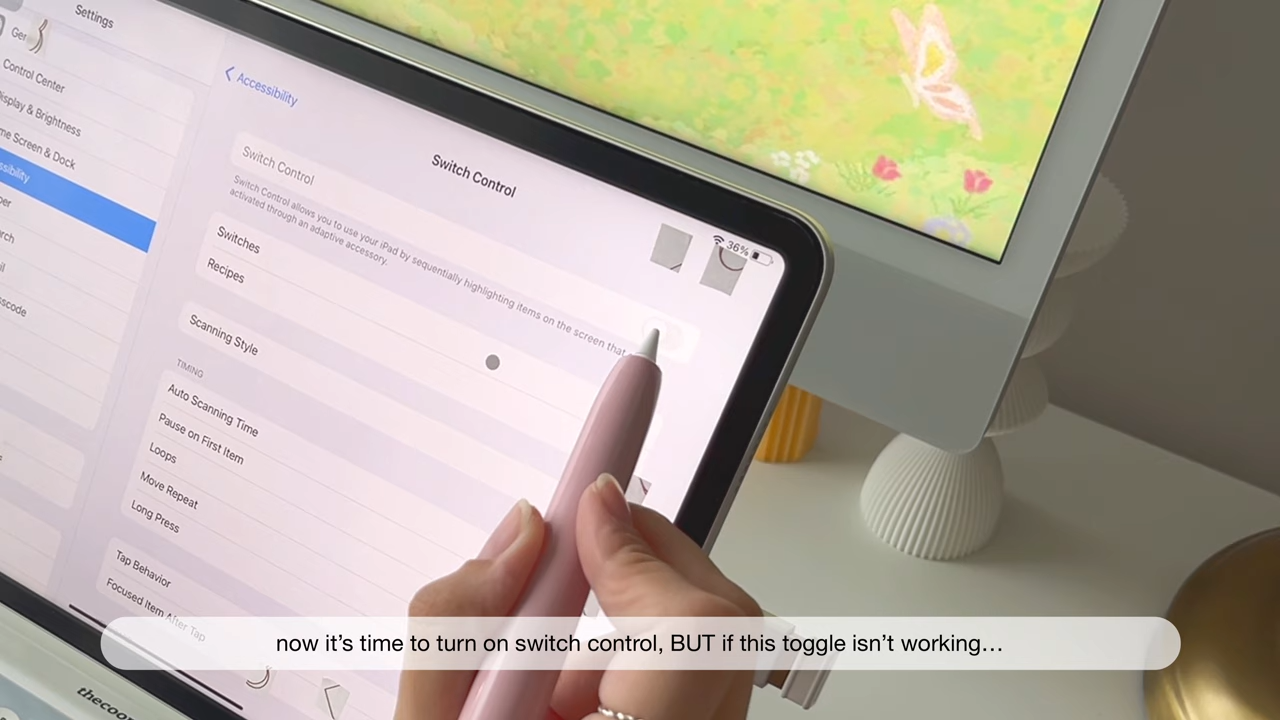 Settings
Control Center
Display & Brightness
me Screen & Dock
ssibility
Accessibility
Switch Control
Switch Control
Switch Control allows you to use your iPad by sequentially highlighting items on the screen that
activated through an adaptive accessory.
36%
Switches
Recipes
Scanning Style
TIMING
Auto Scanning Time
Pause on First Item
Loops
Move Repeat
Long Press
Tap Behavior
Focused Item After Tap
now it's time to turn on switch control, BUT if this toggle isn't working…